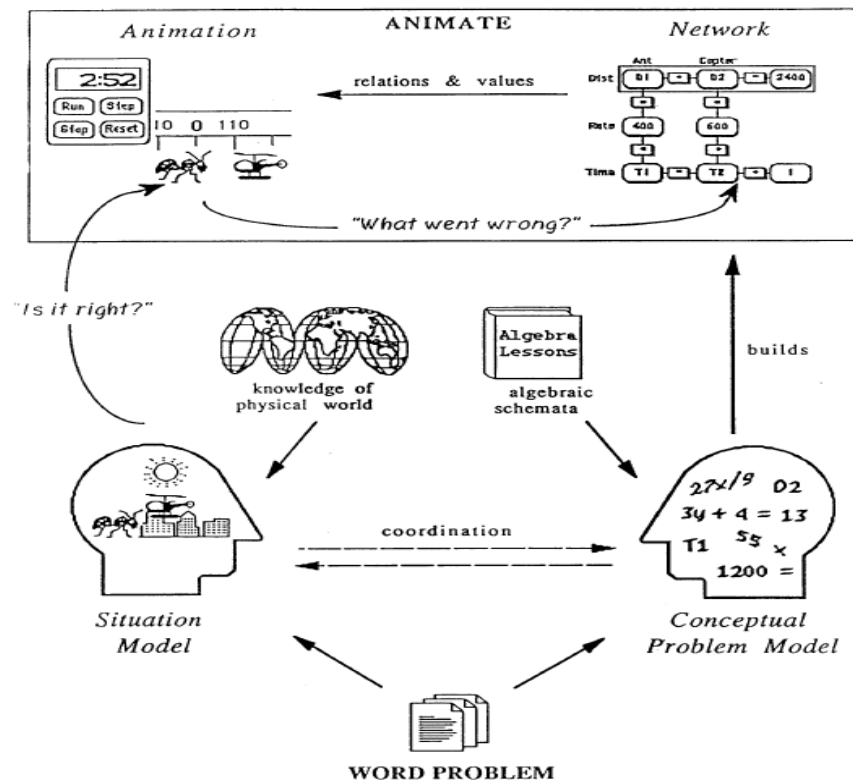 Animation
ANIMATE
Network
2:52
Run Step
Stop Reset
110 0 110
relations & values
Ant Copter
Dist D1 D2 2400
Rate 400 600
Time T1 T2 1
"What went wrong?"
"Is it right?"
knowledge of
physical world
Algebra
Lessons
algebraic
schemata
builds
27x/9 D2
3y + 4 = 13
T1 55 x
1200 =
coordination
Situation
Model
Conceptual
Problem Model
WORD PROBLEM